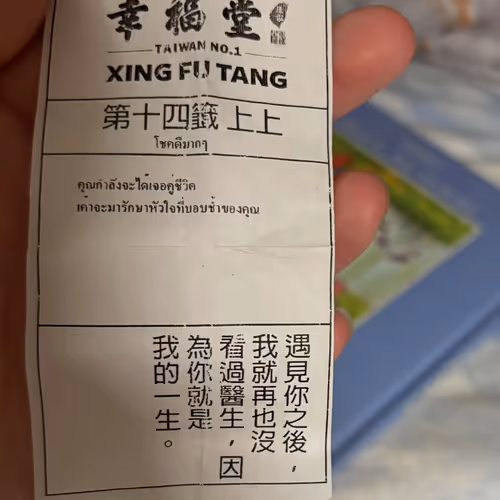 幸福堂
TAIWAN NO.1
XING FU TANG
第十四籤 上上
โชคดีมากๆ
คุณกำลังจะได้เจอคู่ชีวิต
เค้าจะมารักษาหัวใจที่บอบช้ำของคุณ
遇見你之後，
我就再也沒
看過醫生，因
為你就是
我的一生。